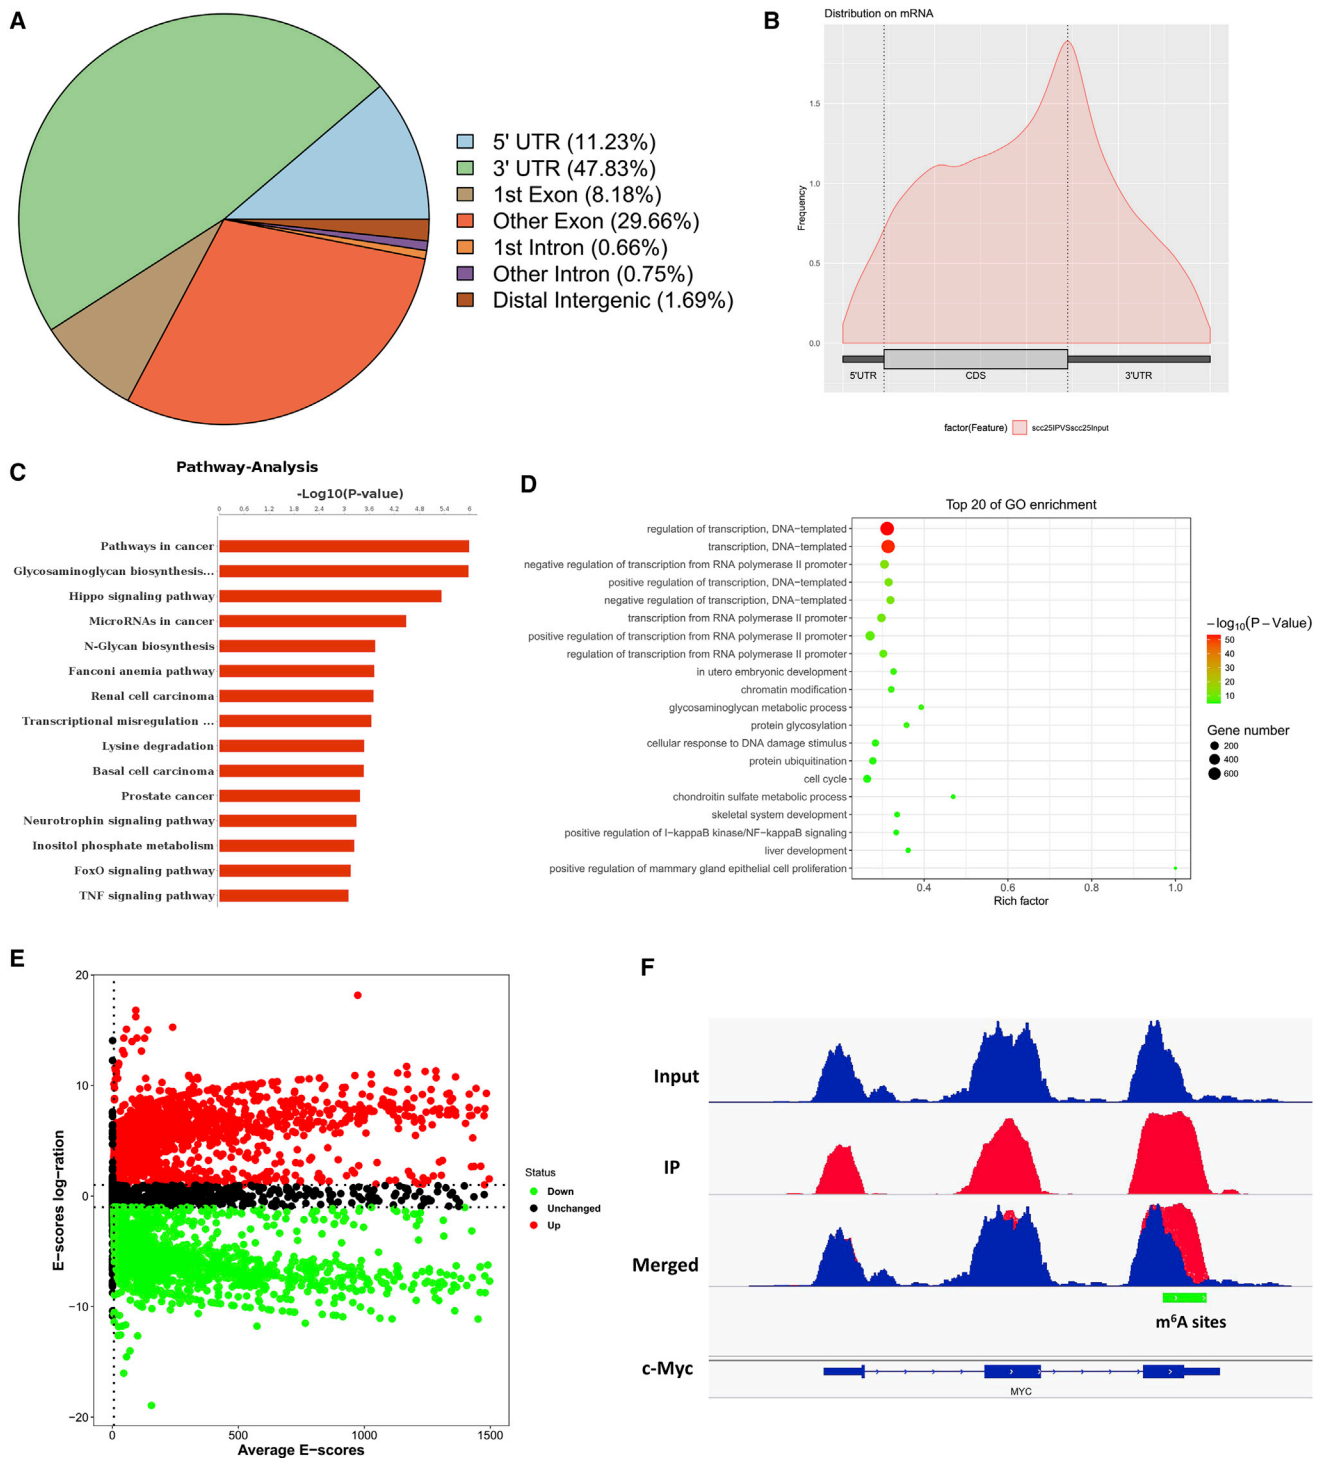 A
5' UTR (11.23%)
3' UTR (47.83%)
1st Exon (8.18%)
Other Exon (29.66%)
1st Intron (0.66%)
Other Intron (0.75%)
Distal Intergenic (1.69%)
B
Distribution on mRNA
Frequency
1.5
1.0
0.5
0.0
5'UTR
CDS
3'UTR
factor(Feature)
scc25IPVSscc25Input
C
Pathway-Analysis
-Log10(P-value)
0 0.6 1.2 1.8 2.4 3 3.6 4.2 4.8 5.4 6
Pathways in cancer
Glycosaminoglycan biosynthesis...
Hippo signaling pathway
MicroRNAs in cancer
N-Glycan biosynthesis
Fanconi anemia pathway
Renal cell carcinoma
Transcriptional misregulation ...
Lysine degradation
Basal cell carcinoma
Prostate cancer
Neurotrophin signaling pathway
Inositol phosphate metabolism
FoxO signaling pathway
TNF signaling pathway
D
Top 20 of GO enrichment
regulation of transcription, DNA−templated
transcription, DNA−templated
negative regulation of transcription from RNA polymerase II promoter
positive regulation of transcription, DNA−templated
negative regulation of transcription, DNA−templated
transcription from RNA polymerase II promoter
positive regulation of transcription from RNA polymerase II promoter
regulation of transcription from RNA polymerase II promoter
in utero embryonic development
chromatin modification
glycosaminoglycan metabolic process
protein glycosylation
cellular response to DNA damage stimulus
protein ubiquitination
cell cycle
chondroitin sulfate metabolic process
skeletal system development
positive regulation of I−kappaB kinase/NF−kappaB signaling
liver development
positive regulation of mammary gland epithelial cell proliferation
0.4 0.6 0.8 1.0
Rich factor
−log₁₀(P−Value)
50
40
30
20
10
Gene number
200
400
600
E
E−scores log−ration
20
10
0
−10
−20
0 500 1000 1500
Average E−scores
Status
Down
Unchanged
Up
F
Input
IP
Merged
m⁶A sites
c-Myc
MYC